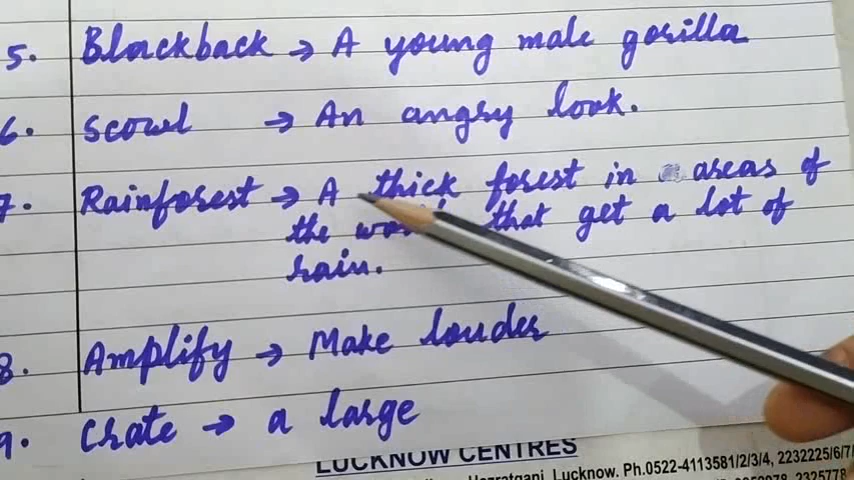 5. Blackback → A young male gorilla
6. Scowl → An angry look.
7. Rainforest → A thick forest in areas of
the that get a lot of
rain.
8. Amplify → Make louder
9. Crate → a large
LUCKNOW CENTRES
Lucknow. Ph.0522-4113581/2/3/4, 2232225/6/7/
2325778